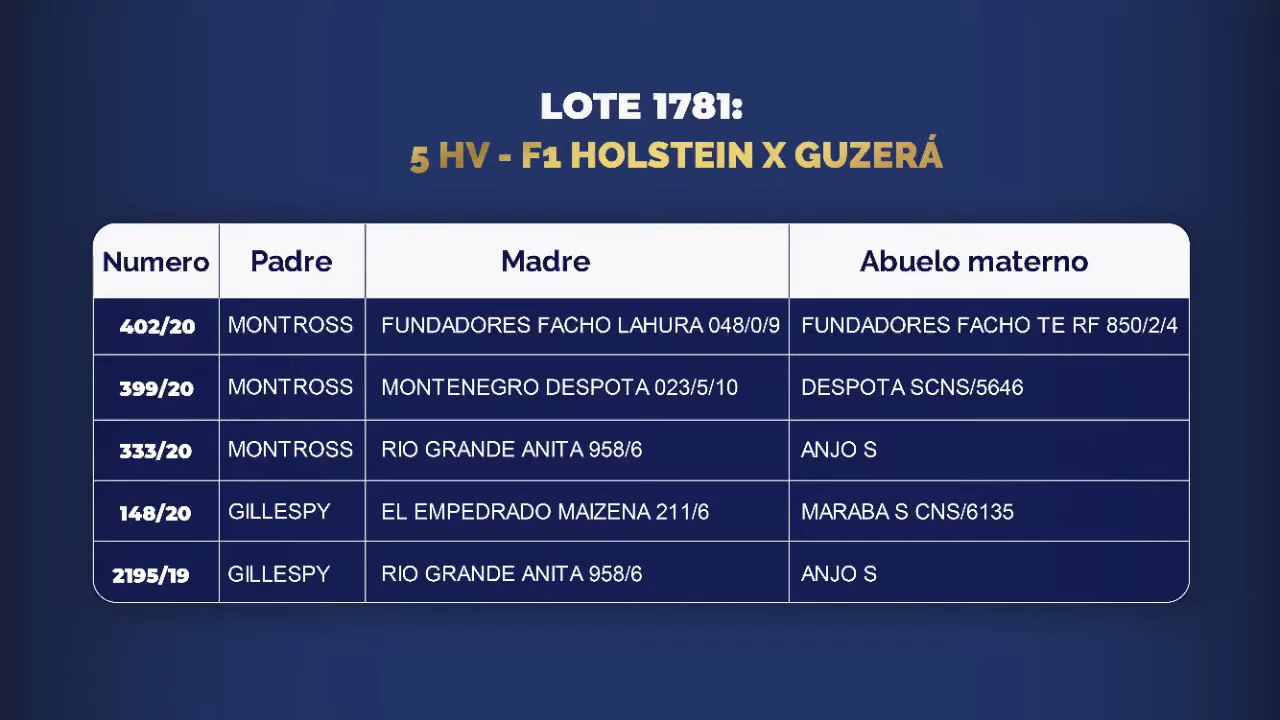 LOTE 1781:
5 HV - F1 HOLSTEIN X GUZERÁ
Numero Padre Madre Abuelo materno
402/20 MONTROSS FUNDADORES FACHO LAHURA 048/0/9 FUNDADORES FACHO TE RF 850/2/4
399/20 MONTROSS MONTENEGRO DESPOTA 023/5/10 DESPOTA SCNS/5646
333/20 MONTROSS RIO GRANDE ANITA 958/6 ANJO S
148/20 GILLESPY EL EMPEDRADO MAIZENA 211/6 MARABA S CNS/6135
2195/19 GILLESPY RIO GRANDE ANITA 958/6 ANJO S